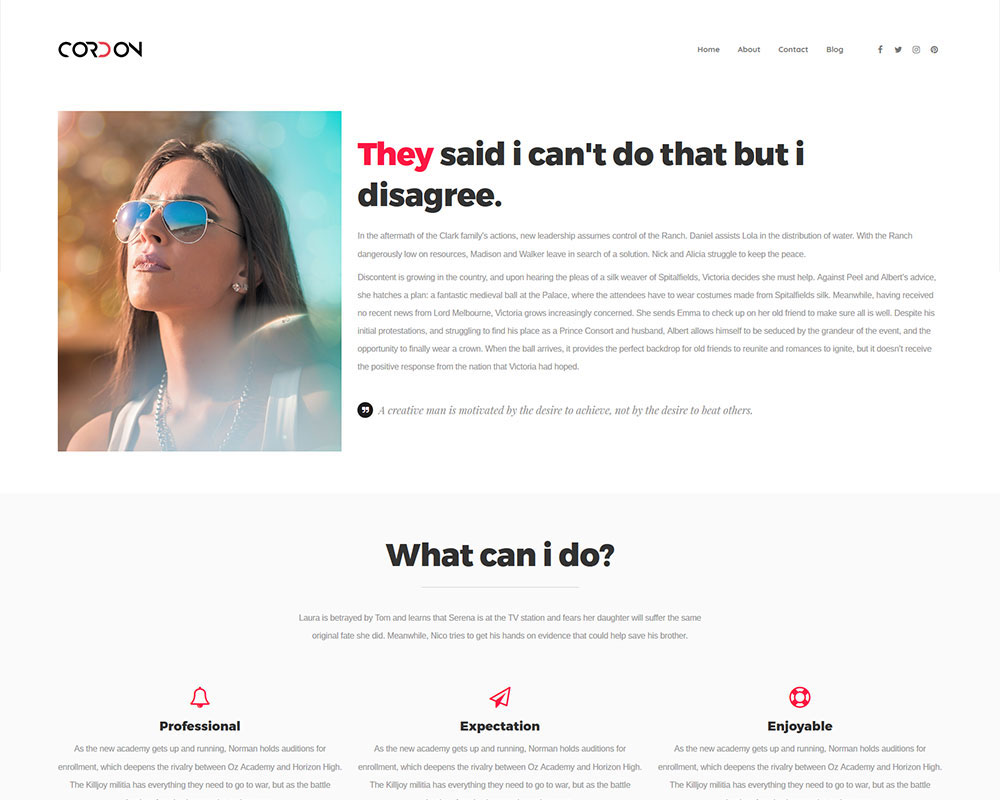 CORDON
Home About Contact Blog
They said i can't do that but i
disagree.
In the aftermath of the Clark family's actions, new leadership assumes control of the Ranch. Daniel assists Lola in the distribution of water. With the Ranch
dangerously low on resources, Madison and Walker leave in search of a solution. Nick and Alicia struggle to keep the peace.
Discontent is growing in the country, and upon hearing the pleas of a silk weaver of Spitalfields, Victoria decides she must help. Against Peel and Albert's advice,
she hatches a plan: a fantastic medieval ball at the Palace, where the attendees have to wear costumes made from Spitalfields silk. Meanwhile, having received
no recent news from Lord Melbourne, Victoria grows increasingly concerned. She sends Emma to check up on her old friend to make sure all is well. Despite his
initial protestations, and struggling to find his place as a Prince Consort and husband, Albert allows himself to be seduced by the grandeur of the event, and the
opportunity to finally wear a crown. When the ball arrives, it provides the perfect backdrop for old friends to reunite and romances to ignite, but it doesn't receive
the positive response from the nation that Victoria had hoped.
A creative man is motivated by the desire to achieve, not by the desire to beat others.
What can i do?
Laura is betrayed by Tom and learns that Serena is at the TV station and fears her daughter will suffer the same
original fate she did. Meanwhile, Nico tries to get his hands on evidence that could help save his brother.
Professional
As the new academy gets up and running, Norman holds auditions for
enrollment, which deepens the rivalry between Oz Academy and Horizon High.
The Killjoy militia has everything they need to go to war, but as the battle
Expectation
As the new academy gets up and running, Norman holds auditions for
enrollment, which deepens the rivalry between Oz Academy and Horizon High.
The Killjoy militia has everything they need to go to war, but as the battle
Enjoyable
As the new academy gets up and running, Norman holds auditions for
enrollment, which deepens the rivalry between Oz Academy and Horizon High.
The Killjoy militia has everything they need to go to war, but as the battle